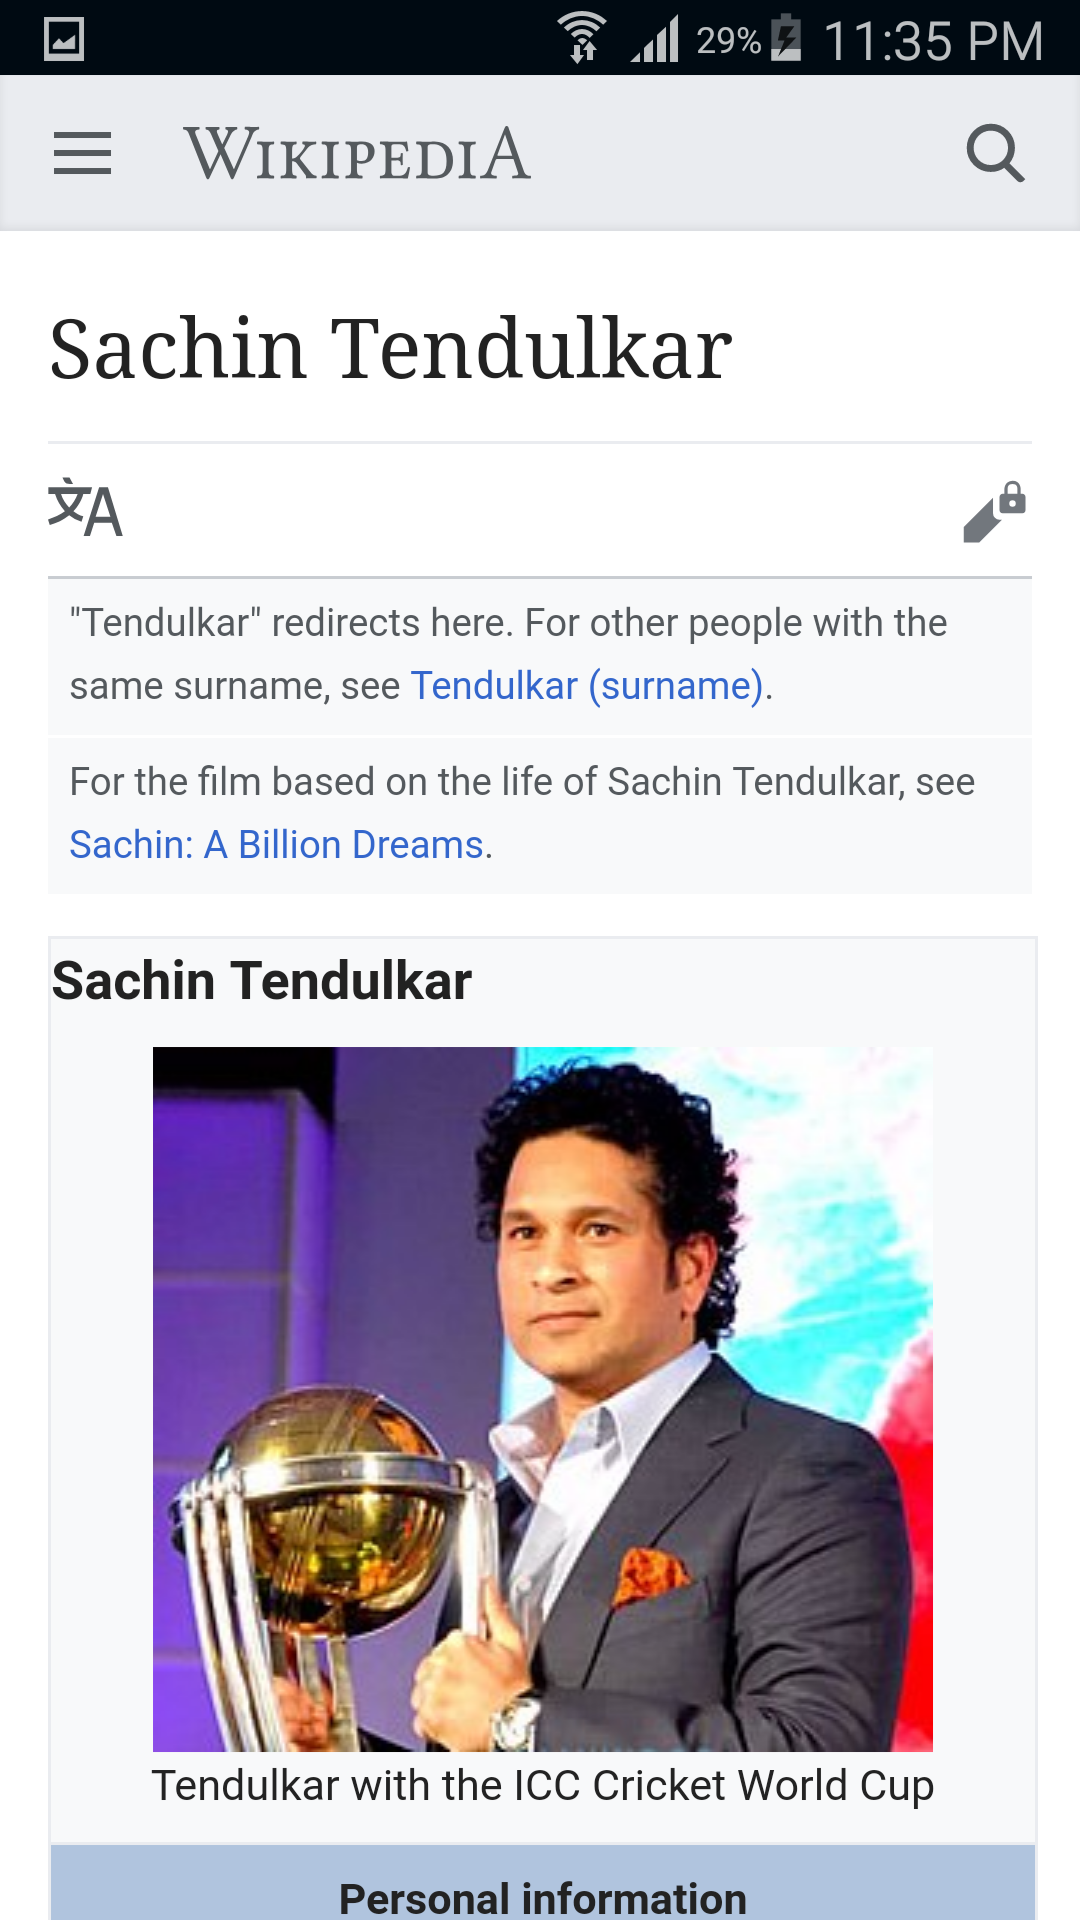 29% 11:35 PM
WIKIPEDIA
Sachin Tendulkar
文A
"Tendulkar" redirects here. For other people with the
same surname, see Tendulkar (surname).
For the film based on the life of Sachin Tendulkar, see
Sachin: A Billion Dreams.
Sachin Tendulkar
Tendulkar with the ICC Cricket World Cup
Personal information